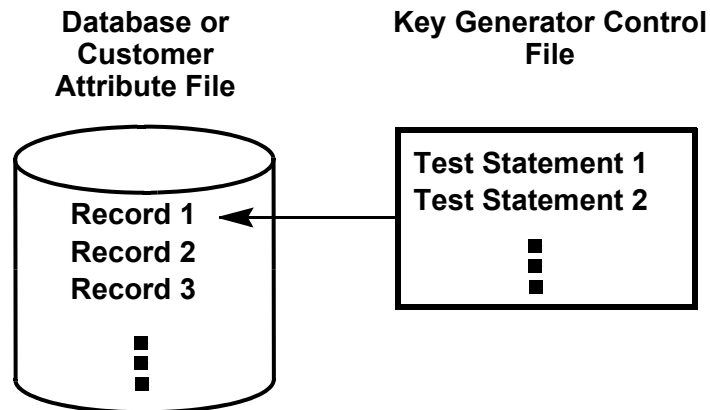 Database or
Customer
Attribute File
Key Generator Control
File
Record 1
Record 2
Record 3
Test Statement 1
Test Statement 2